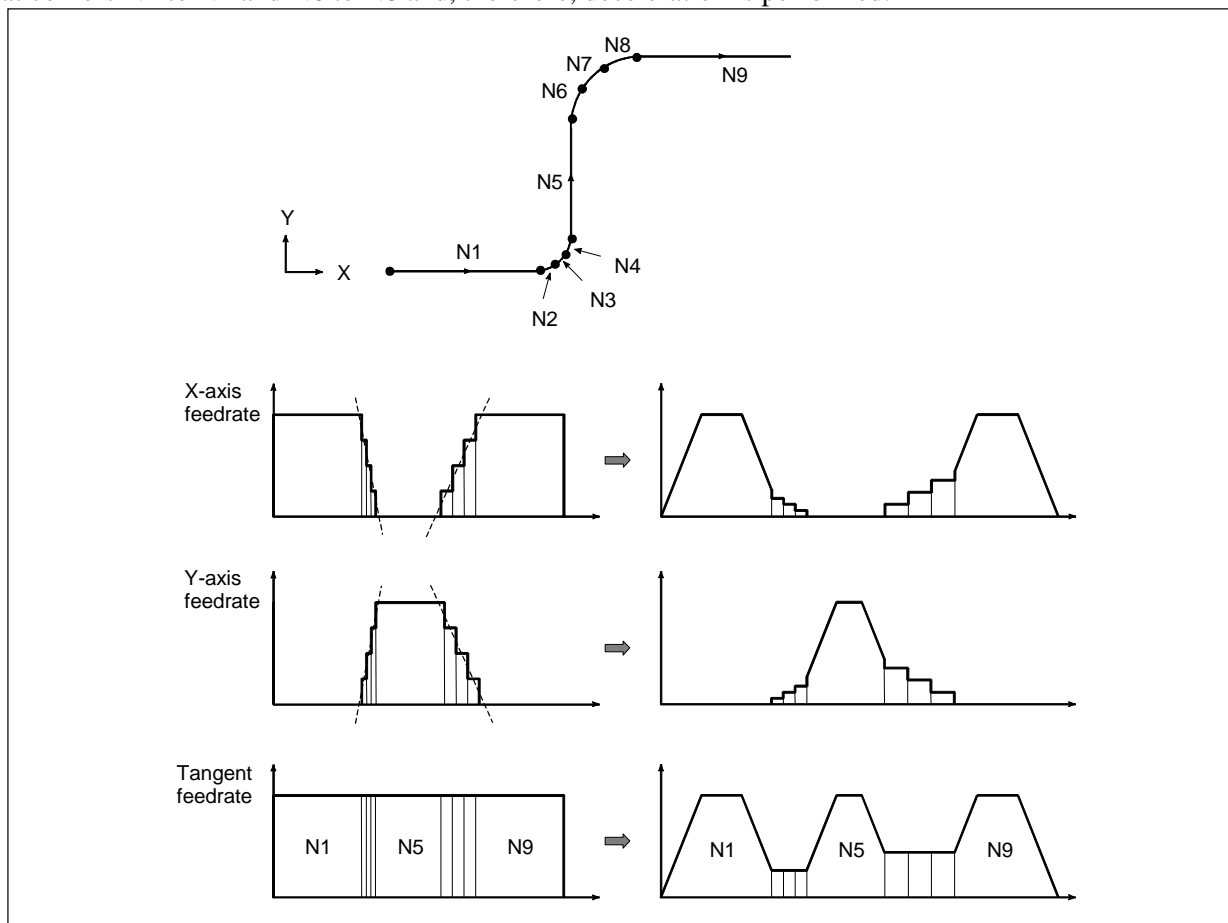 N8
N7
N9
N6
N5
Y
N1
X
N4
N3
N2
X-axis
feedrate
Y-axis
feedrate
Tangent
feedrate
N1 N5 N9
N1 N5 N9